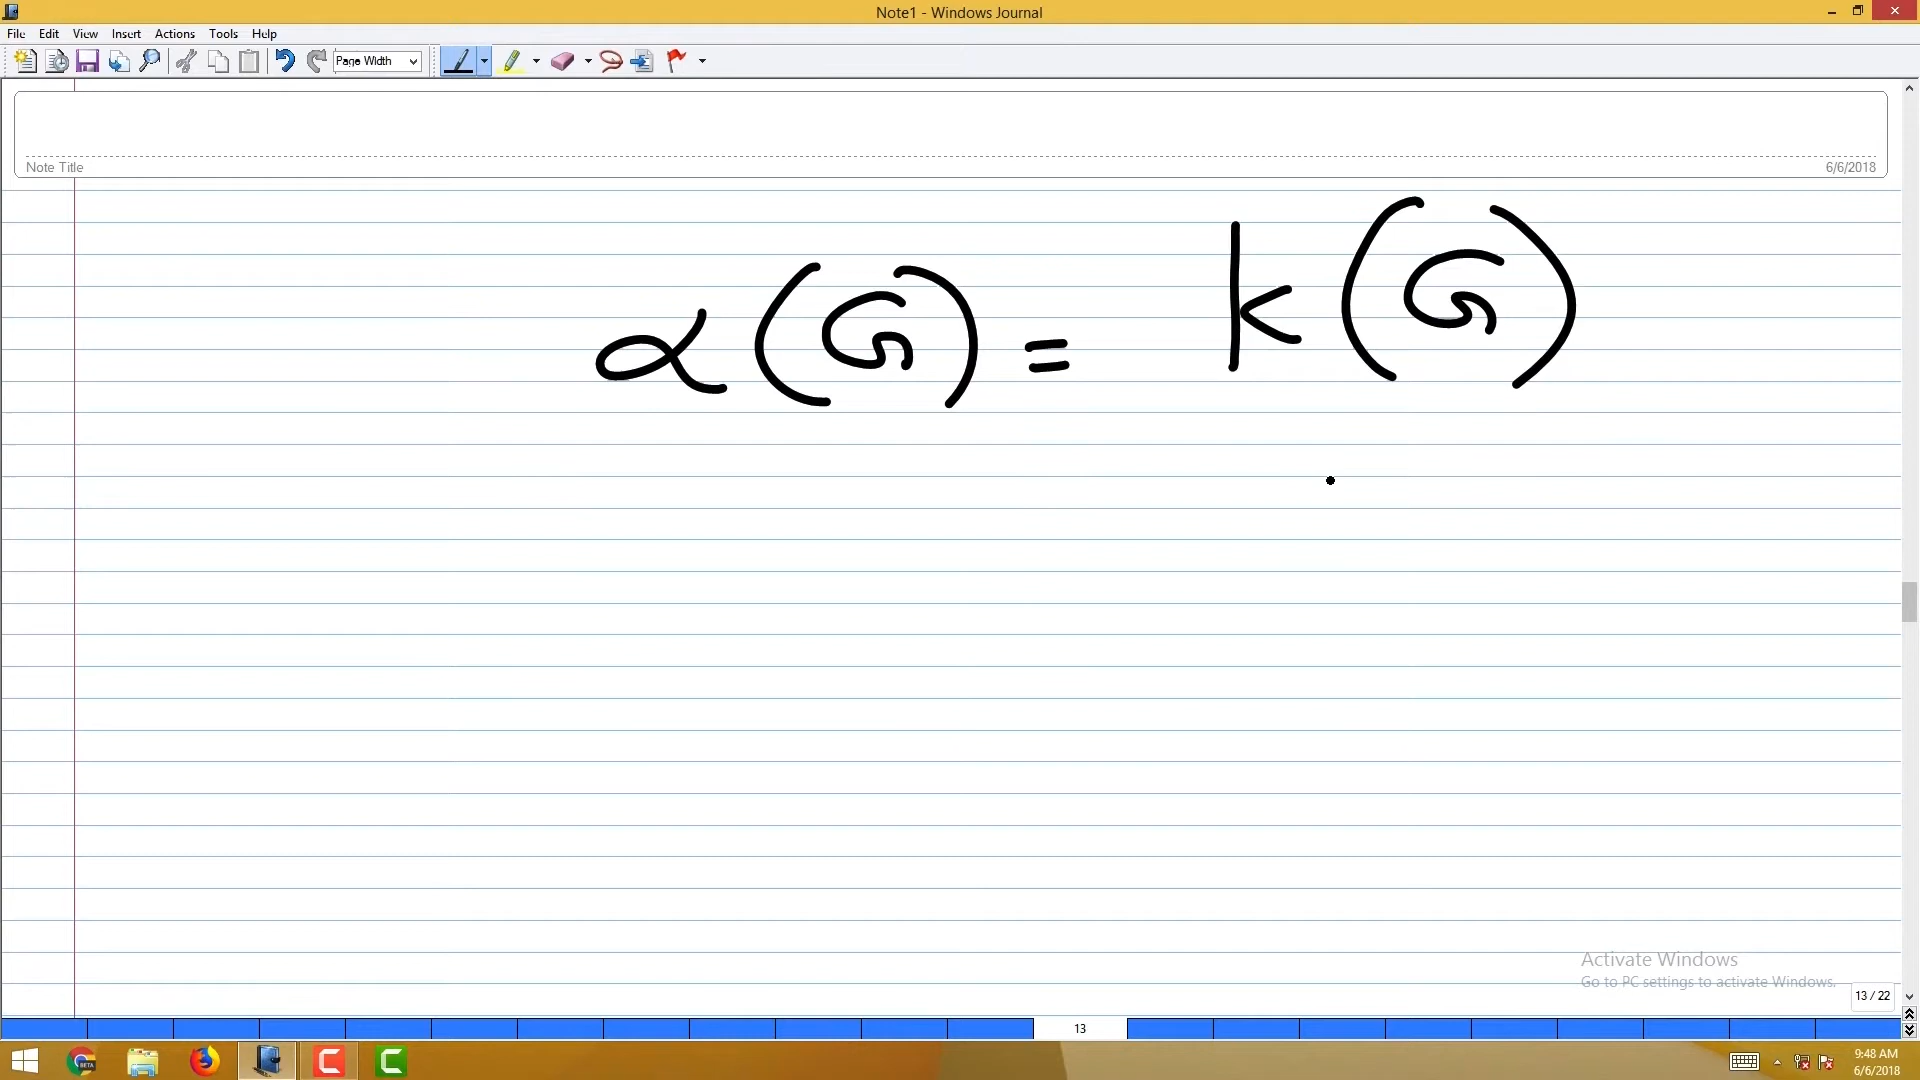 Note1 - Windows Journal
File Edit View Insert Actions Tools Help
Page Width
Note Title
6/6/2018
α(G) = k(G)
Activate Windows
Go to PC settings to activate Windows.
13 / 22
13
BETA
9:48 AM
6/6/2018